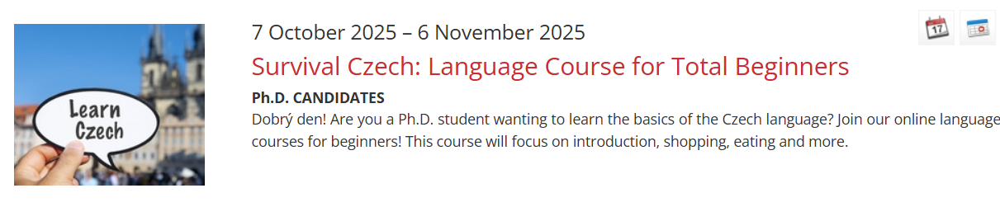 7 October 2025 – 6 November 2025
Survival Czech: Language Course for Total Beginners
Ph.D. CANDIDATES
Dobrý den! Are you a Ph.D. student wanting to learn the basics of the Czech language? Join our online language
courses for beginners! This course will focus on introduction, shopping, eating and more.
Learn
Czech
17